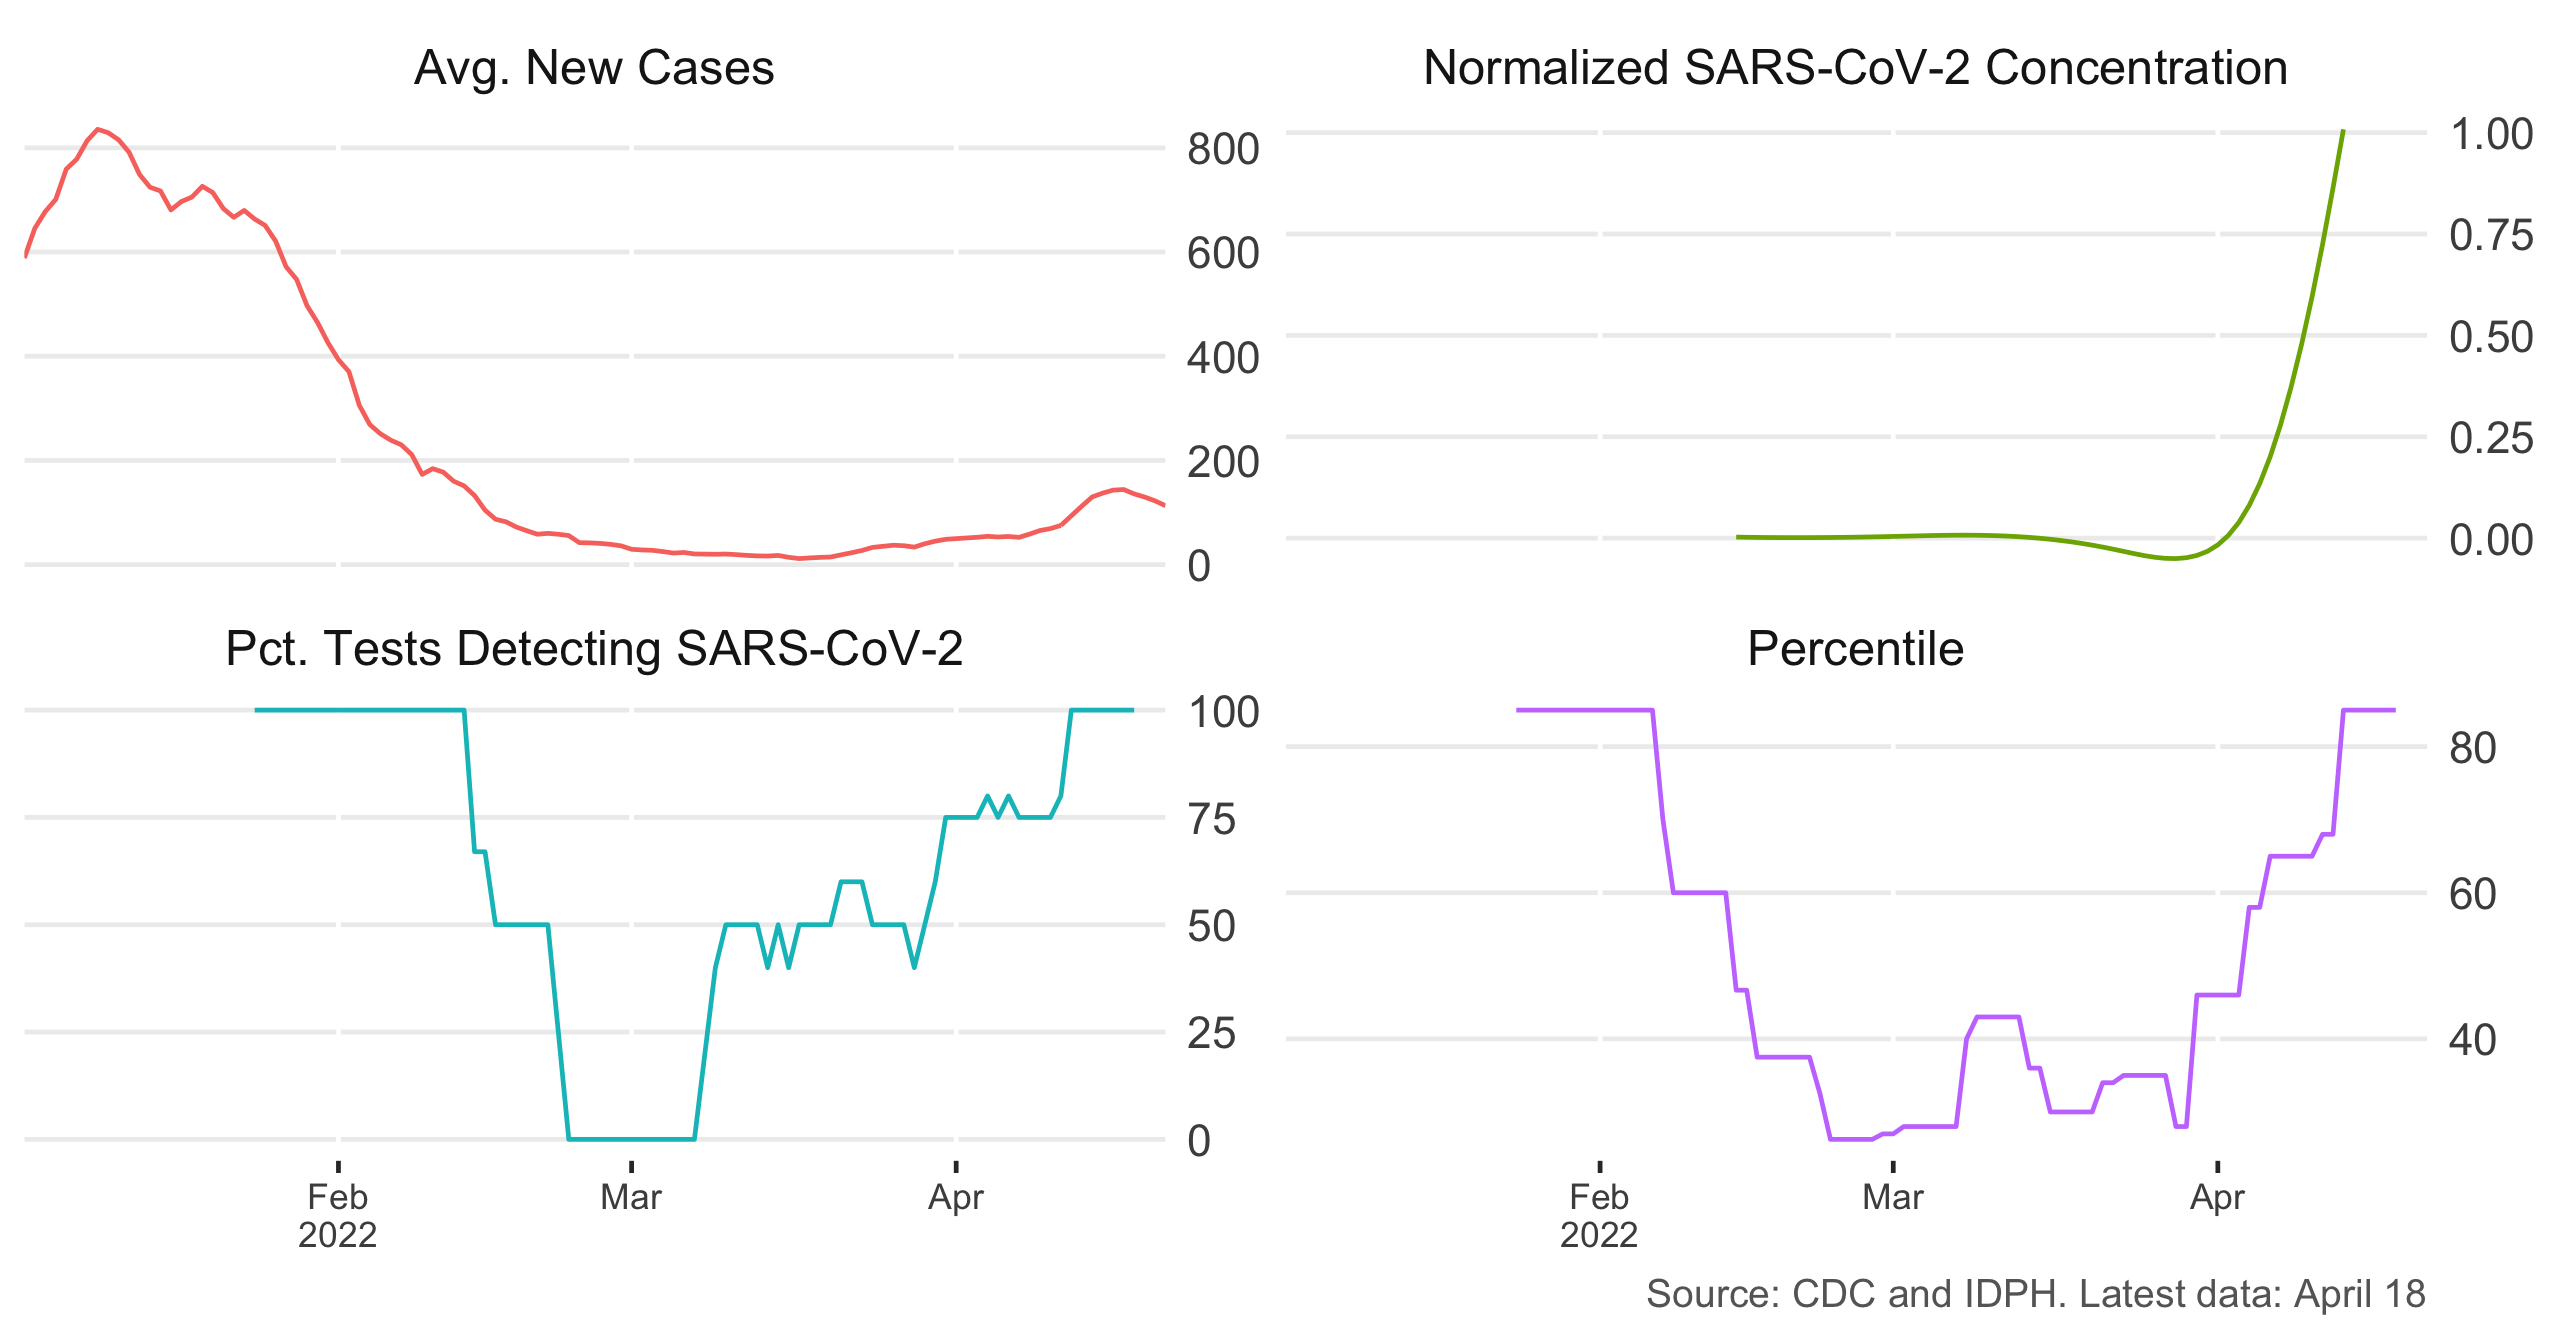 Avg. New Cases
800
600
400
200
0
Normalized SARS-CoV-2 Concentration
1.00
0.75
0.50
0.25
0.00
Pct. Tests Detecting SARS-CoV-2
100
75
50
25
0
Feb
2022
Mar
Apr
Percentile
80
60
40
Feb
2022
Mar
Apr
Source: CDC and IDPH. Latest data: April 18